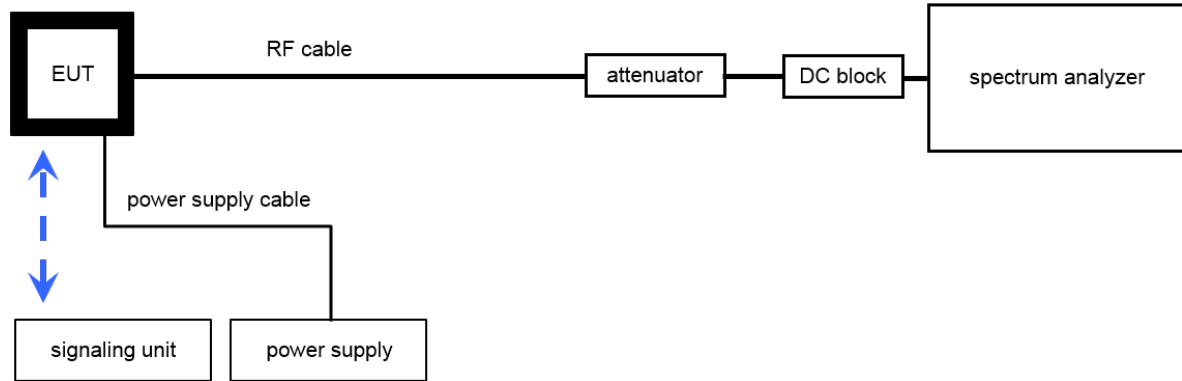 EUT
RF cable
attenuator
DC block
spectrum analyzer
power supply cable
signaling unit
power supply